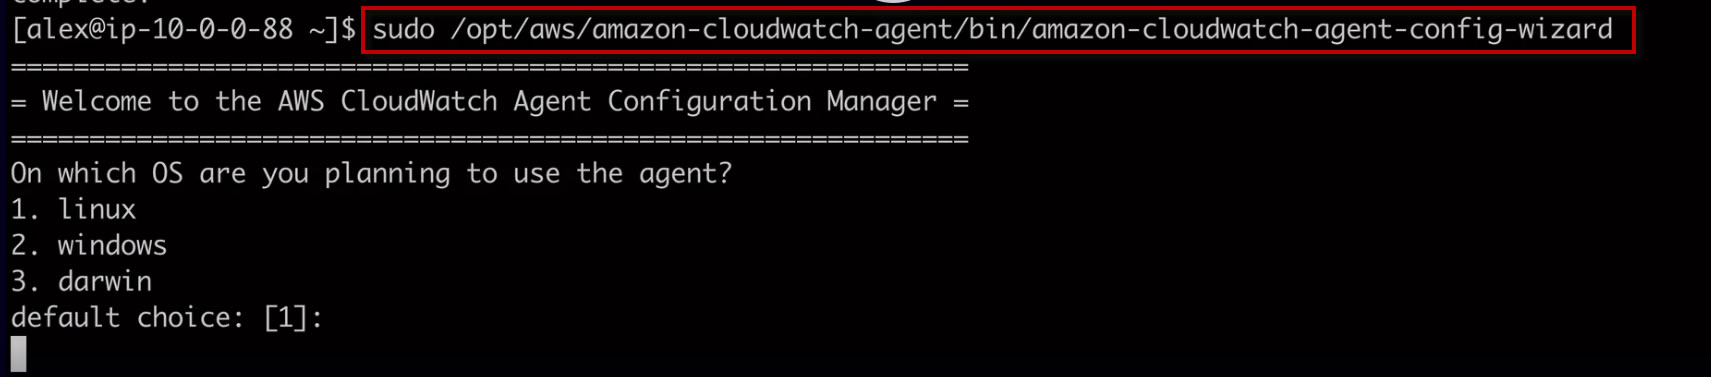 complete.
[alex@ip-10-0-0-88 ~]$ sudo /opt/aws/amazon-cloudwatch-agent/bin/amazon-cloudwatch-agent-config-wizard
=============================================================
= Welcome to the AWS CloudWatch Agent Configuration Manager =
=============================================================
On which OS are you planning to use the agent?
1. linux
2. windows
3. darwin
default choice: [1]: